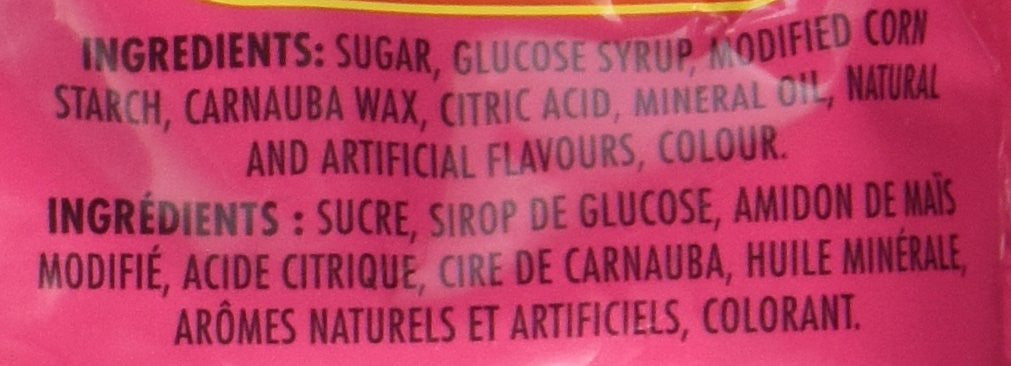 INGREDIENTS: SUGAR, GLUCOSE SYRUP, MODIFIED CORN
STARCH, CARNAUBA WAX, CITRIC ACID, MINERAL OIL, NATURAL
AND ARTIFICIAL FLAVOURS, COLOUR.
INGRÉDIENTS : SUCRE, SIROP DE GLUCOSE, AMIDON DE MAÏS
MODIFIÉ, ACIDE CITRIQUE, CIRE DE CARNAUBA, HUILE MINÉRALE,
ARÔMES NATURELS ET ARTIFICIELS, COLORANT.